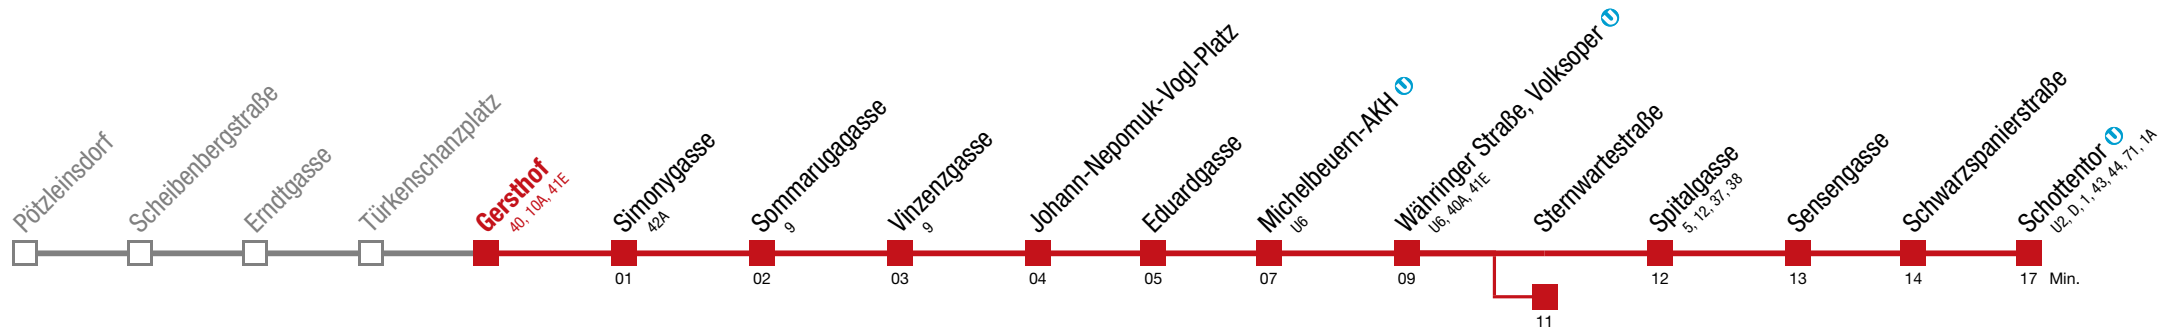 Pötzleinsdorf
Scheibenbergstraße
Erndtgasse
Türkenschanzplatz
Gersthof
40, 10A, 41E
Simonygasse
42A
01
Sommarugagasse
9
02
Vinzenzgasse
9
03
Johann-Nepomuk-Vogl-Platz
04
Eduardgasse
05
Michelbeuern-AKH U
U6
07
Währinger Straße, Volksoper U
U6, 40A, 41E
09
Sternwartestraße
11
Spitalgasse
5, 12, 37, 38
12
Sensengasse
13
Schwarzspanierstraße
14
Schottentor U
U2, D, 1, 43, 44, 71, 1A
17 Min.